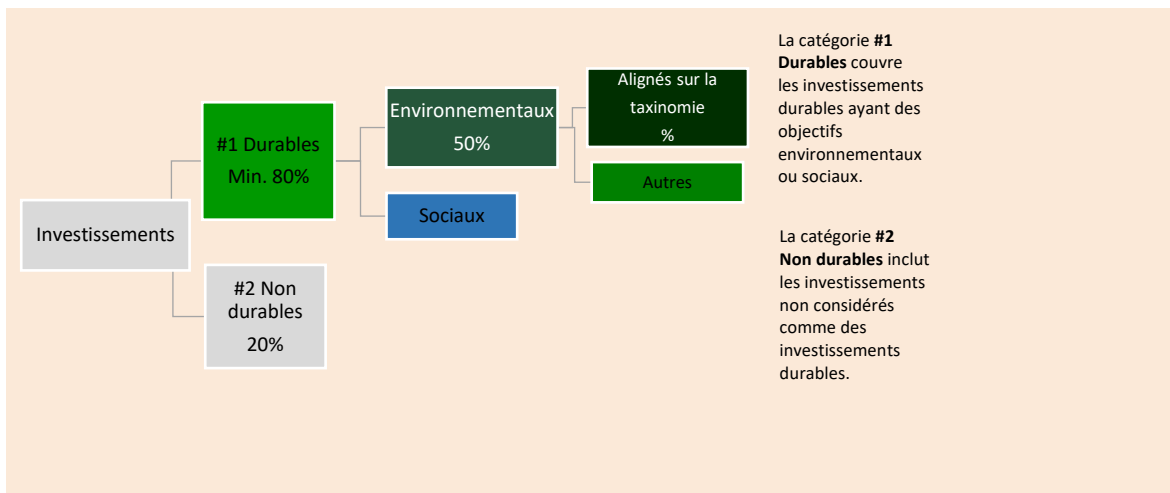 Investissements
#1 Durables
Min. 80%
#2 Non
durables
20%
Environnementaux
50%
Sociaux
Alignés sur la
taxinomie
%
Autres
La catégorie #1
Durables couvre
les investissements
durables ayant des
objectifs
environnementaux
ou sociaux.
La catégorie #2
Non durables inclut
les investissements
non considérés
comme des
investissements
durables.